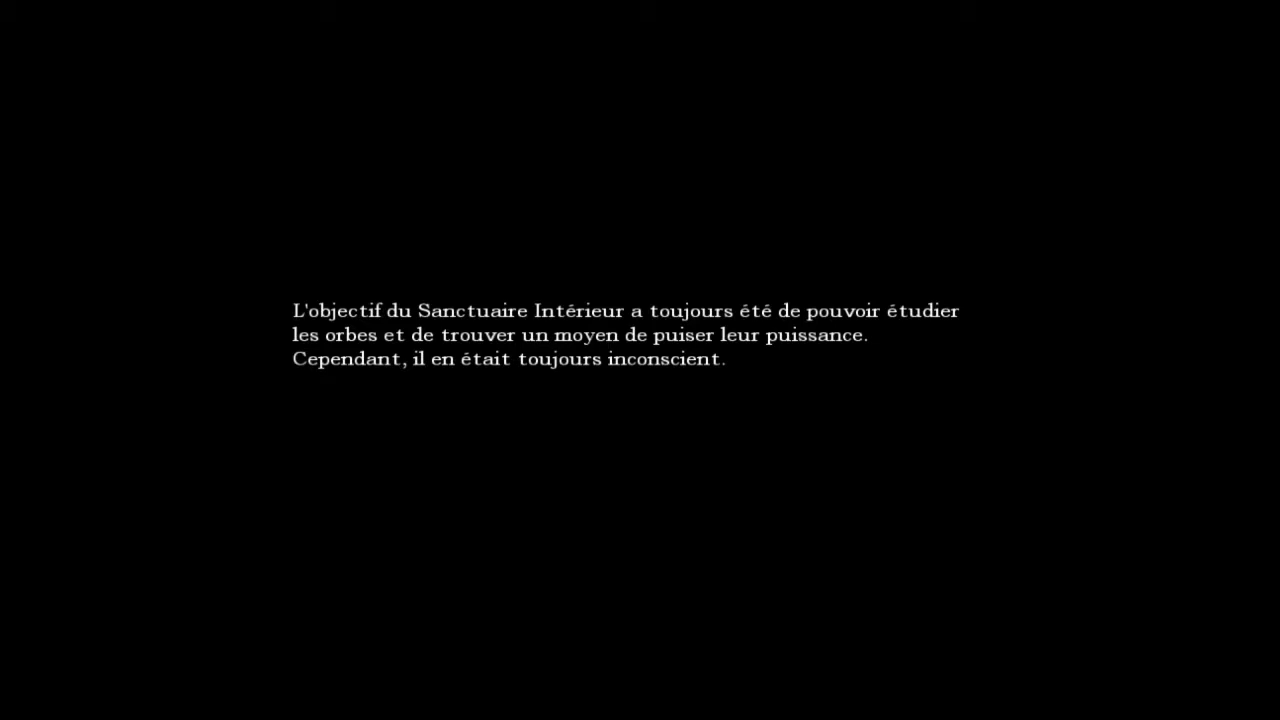 L'objectif du Sanctuaire Intérieur a toujours été de pouvoir étudier
les orbes et de trouver un moyen de puiser leur puissance.
Cependant, il en était toujours inconscient.